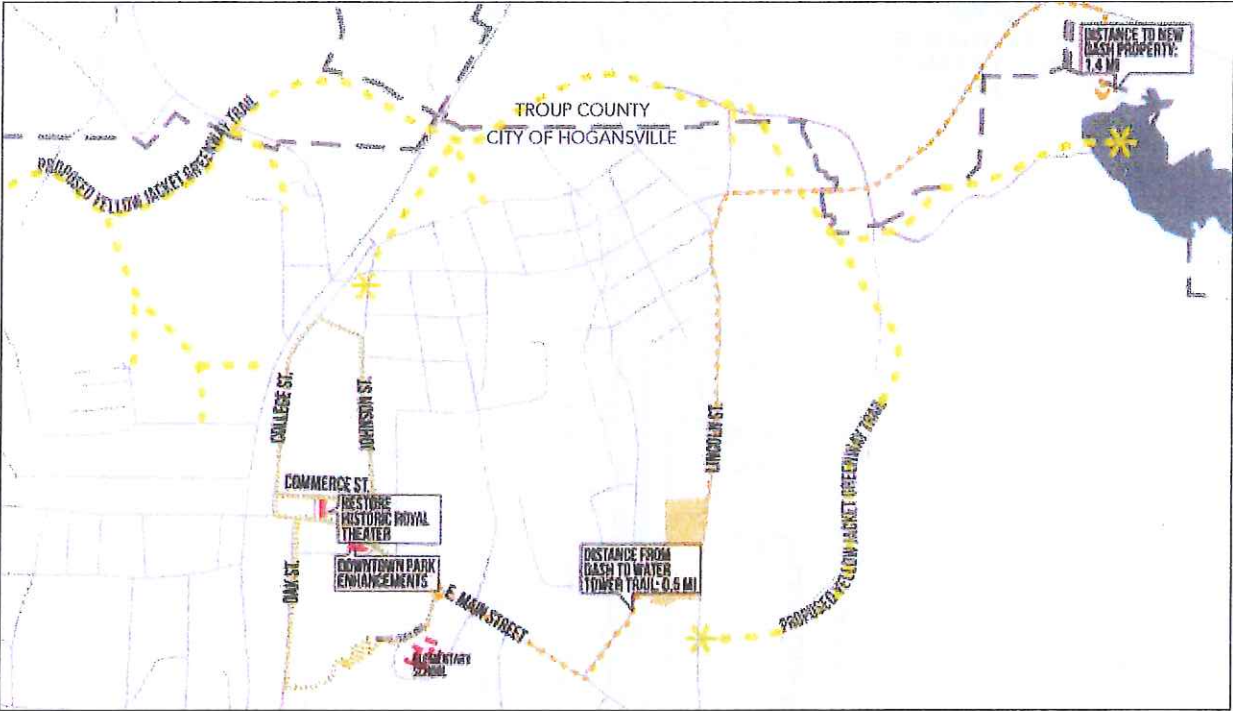 DISTANCE TO NEW
DASH PROPERTY:
1.4 MI
TROUP COUNTY
CITY OF HOGANSVILLE
PROPOSED YELLOW JACKET GREENWAY TRAIL
COLLEGE ST.
JOHNSON ST.
LINCOLN ST.
COMMERCE ST.
RESTORE
HISTORIC ROYAL
THEATER
DOWNTOWN PARK
ENHANCEMENTS
OAK ST.
E. MAIN STREET
DISTANCE FROM
DASH TO WATER
TOWER TRAIL: 0.5 MI
PROPOSED YELLOW JACKET GREENWAY TRAIL
ELEMENTARY
SCHOOL